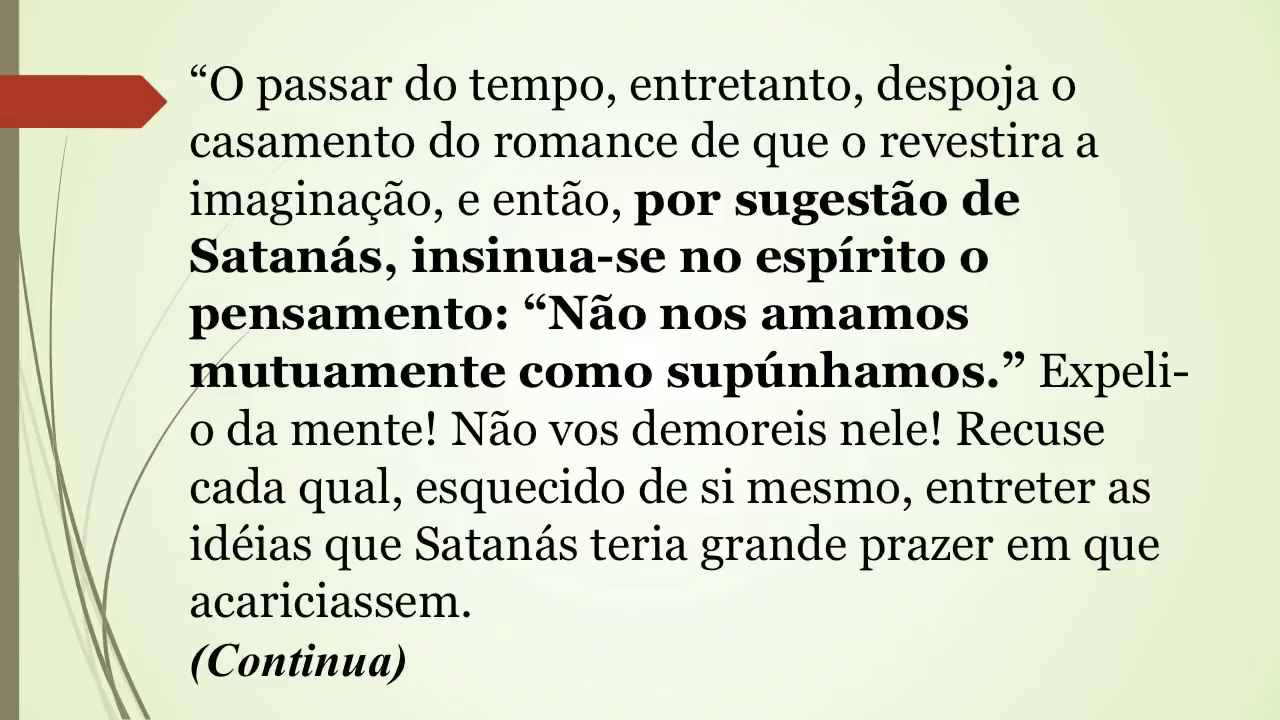 “O passar do tempo, entretanto, despoja o
casamento do romance de que o revestira a
imaginação, e então, por sugestão de
Satanás, insinua-se no espírito o
pensamento: “Não nos amamos
mutuamente como supúnhamos.” Expeli-
o da mente! Não vos demoreis nele! Recuse
cada qual, esquecido de si mesmo, entreter as
idéias que Satanás teria grande prazer em que
acariciassem.
(Continua)